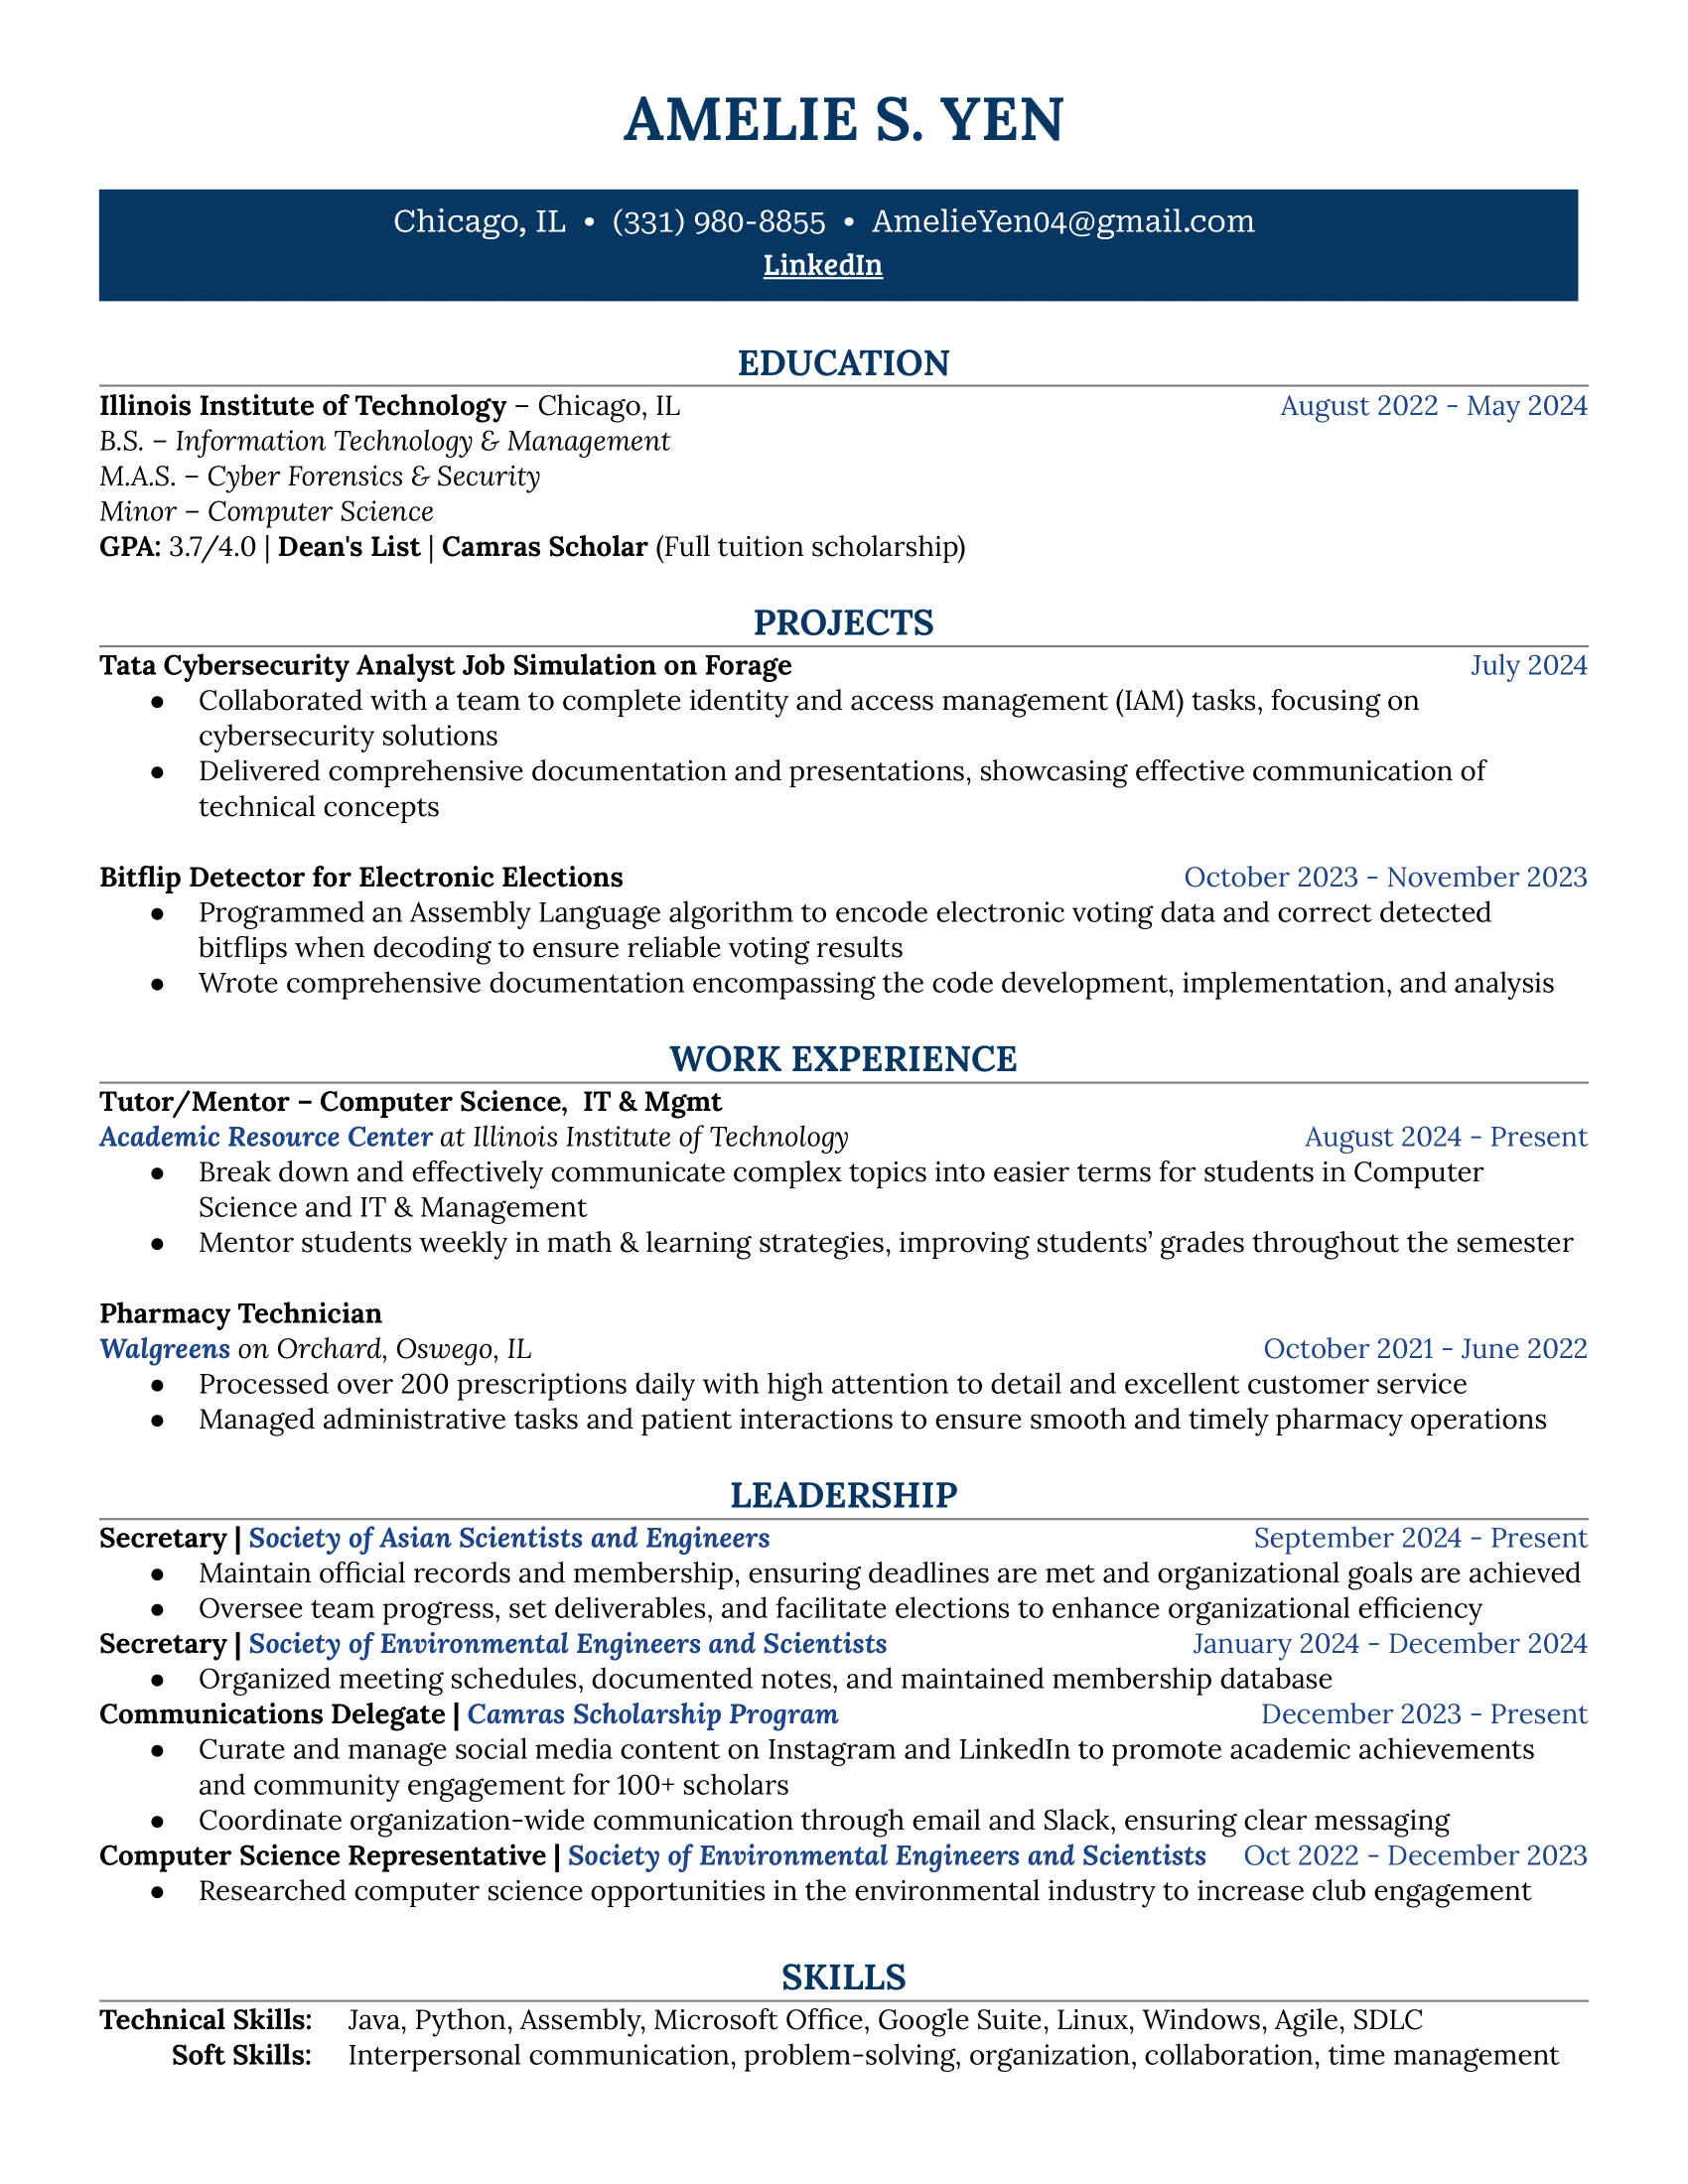 AMELIE S. YEN
Chicago, IL • (331) 980-8855 • AmelieYen04@gmail.com
LinkedIn
EDUCATION
Illinois Institute of Technology – Chicago, IL August 2022 - May 2024
B.S. – Information Technology & Management
M.A.S. – Cyber Forensics & Security
Minor – Computer Science
GPA: 3.7/4.0 | Dean's List | Camras Scholar (Full tuition scholarship)
PROJECTS
Tata Cybersecurity Analyst Job Simulation on Forage July 2024
● Collaborated with a team to complete identity and access management (IAM) tasks, focusing on
cybersecurity solutions
● Delivered comprehensive documentation and presentations, showcasing effective communication of
technical concepts
Bitflip Detector for Electronic Elections October 2023 - November 2023
● Programmed an Assembly Language algorithm to encode electronic voting data and correct detected
bitflips when decoding to ensure reliable voting results
● Wrote comprehensive documentation encompassing the code development, implementation, and analysis
WORK EXPERIENCE
Tutor/Mentor – Computer Science, IT & Mgmt
Academic Resource Center at Illinois Institute of Technology August 2024 - Present
● Break down and effectively communicate complex topics into easier terms for students in Computer
Science and IT & Management
● Mentor students weekly in math & learning strategies, improving students’ grades throughout the semester
Pharmacy Technician
Walgreens on Orchard, Oswego, IL October 2021 - June 2022
● Processed over 200 prescriptions daily with high attention to detail and excellent customer service
● Managed administrative tasks and patient interactions to ensure smooth and timely pharmacy operations
LEADERSHIP
Secretary | Society of Asian Scientists and Engineers September 2024 - Present
● Maintain official records and membership, ensuring deadlines are met and organizational goals are achieved
● Oversee team progress, set deliverables, and facilitate elections to enhance organizational efficiency
Secretary | Society of Environmental Engineers and Scientists January 2024 - December 2024
● Organized meeting schedules, documented notes, and maintained membership database
Communications Delegate | Camras Scholarship Program December 2023 - Present
● Curate and manage social media content on Instagram and LinkedIn to promote academic achievements
and community engagement for 100+ scholars
● Coordinate organization-wide communication through email and Slack, ensuring clear messaging
Computer Science Representative | Society of Environmental Engineers and Scientists Oct 2022 - December 2023
● Researched computer science opportunities in the environmental industry to increase club engagement
SKILLS
Technical Skills: Java, Python, Assembly, Microsoft Office, Google Suite, Linux, Windows, Agile, SDLC
Soft Skills: Interpersonal communication, problem-solving, organization, collaboration, time management